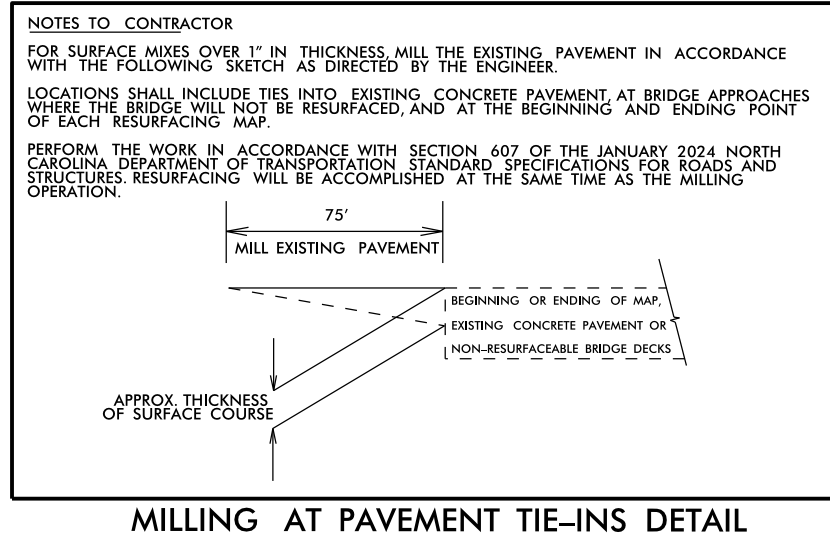 NOTES TO CONTRACTOR
FOR SURFACE MIXES OVER 1" IN THICKNESS, MILL THE EXISTING PAVEMENT IN ACCORDANCE
WITH THE FOLLOWING SKETCH AS DIRECTED BY THE ENGINEER.
LOCATIONS SHALL INCLUDE TIES INTO EXISTING CONCRETE PAVEMENT, AT BRIDGE APPROACHES
WHERE THE BRIDGE WILL NOT BE RESURFACED, AND AT THE BEGINNING AND ENDING POINT
OF EACH RESURFACING MAP.
PERFORM THE WORK IN ACCORDANCE WITH SECTION 607 OF THE JANUARY 2024 NORTH
CAROLINA DEPARTMENT OF TRANSPORTATION STANDARD SPECIFICATIONS FOR ROADS AND
STRUCTURES. RESURFACING WILL BE ACCOMPLISHED AT THE SAME TIME AS THE MILLING
OPERATION.
75'
MILL EXISTING PAVEMENT
BEGINNING OR ENDING OF MAP,
EXISTING CONCRETE PAVEMENT OR
NON-RESURFACEABLE BRIDGE DECKS
APPROX. THICKNESS
OF SURFACE COURSE
MILLING AT PAVEMENT TIE-INS DETAIL